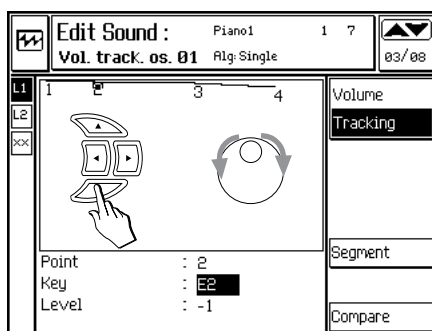 Edit Sound : Piano1 1 7
Vol. track. os. 01 Alg: Single 03/08
L1
L2
××
1 2 3 4
Volume
Tracking
Point : 2
Key : E2
Level : -1
Segment
Compare